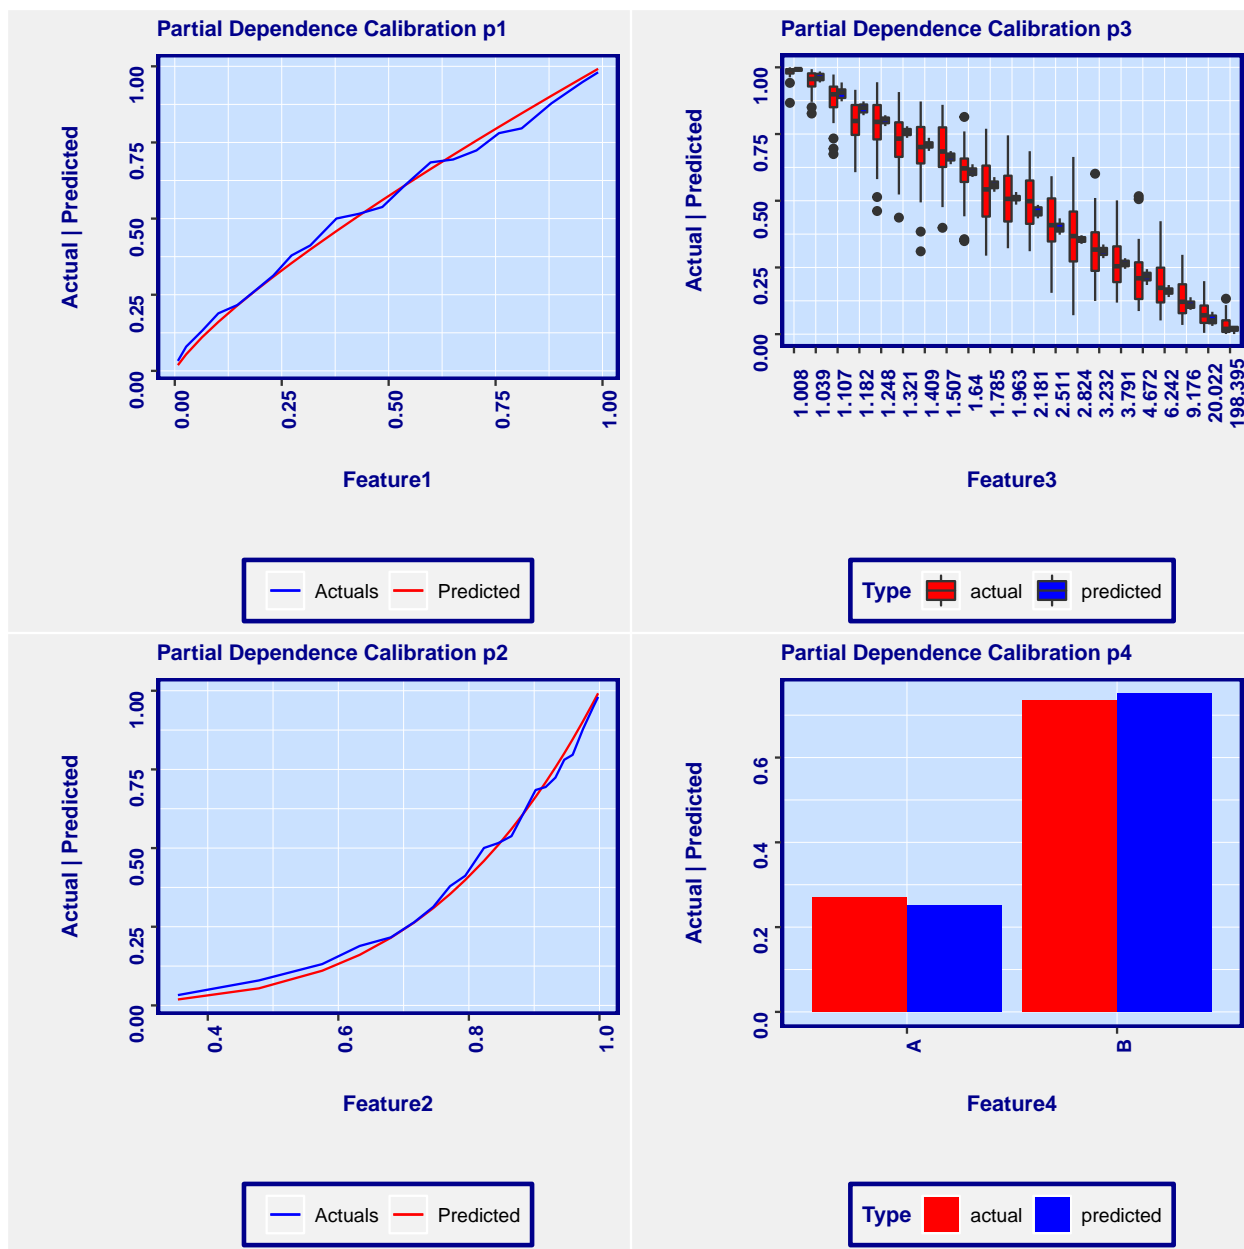 Partial Dependence Calibration p1
Actual | Predicted
1.00
0.75
0.50
0.25
0.00
0.00
0.25
0.50
0.75
1.00
Feature1
Actuals
Predicted
Partial Dependence Calibration p3
Actual | Predicted
1.00
0.75
0.50
0.25
0.00
1.008
1.039
1.107
1.182
1.248
1.321
1.409
1.507
1.64
1.785
1.963
2.181
2.511
2.824
3.232
3.791
4.672
6.242
9.176
20.022
198.395
Feature3
Type
actual
predicted
Partial Dependence Calibration p2
Actual | Predicted
1.00
0.75
0.50
0.25
0.00
0.4
0.6
0.8
1.0
Feature2
Actuals
Predicted
Partial Dependence Calibration p4
Actual | Predicted
0.6
0.4
0.2
0.0
A
B
Feature4
Type
actual
predicted